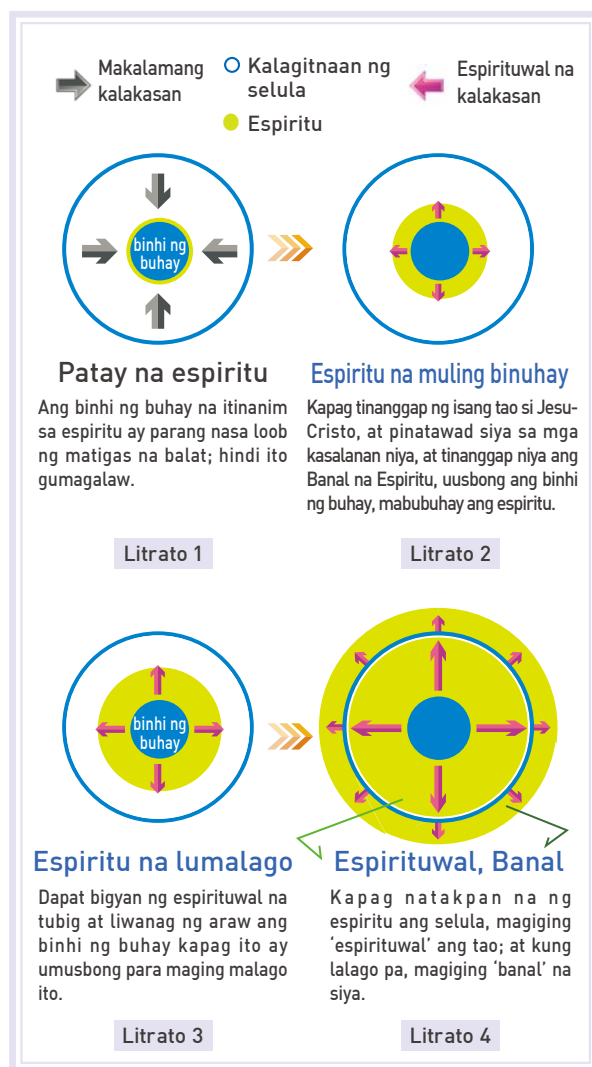 Makalamang
kalakasan
Kalagitnaan ng
selula
Espiritu
Espirituwal na
kalakasan
binhi ng
buhay
Patay na espiritu
Ang binhi ng buhay na itinanim
sa espiritu ay parang nasa loob
ng matigas na balat; hindi ito
gumagalaw.
Litrato 1
Espiritu na muling binuhay
Kapag tinanggap ng isang tao si Jesu-
Cristo, at pinatawad siya sa mga
kasalanan niya, at tinanggap niya ang
Banal na Espiritu, uusbong ang binhi
ng buhay, mabubuhay ang espiritu.
Litrato 2
binhi ng
buhay
Espiritu na lumalago
Dapat bigyan ng espirituwal na
tubig at liwanag ng araw ang
binhi ng buhay kapag ito ay
umusbong para maging malago
ito.
Litrato 3
Espirituwal, Banal
Kapag natakpan na ng
espiritu ang selula, magiging
‘espirituwal’ ang tao; at kung
lalago pa, magiging ‘banal’ na
siya.
Litrato 4